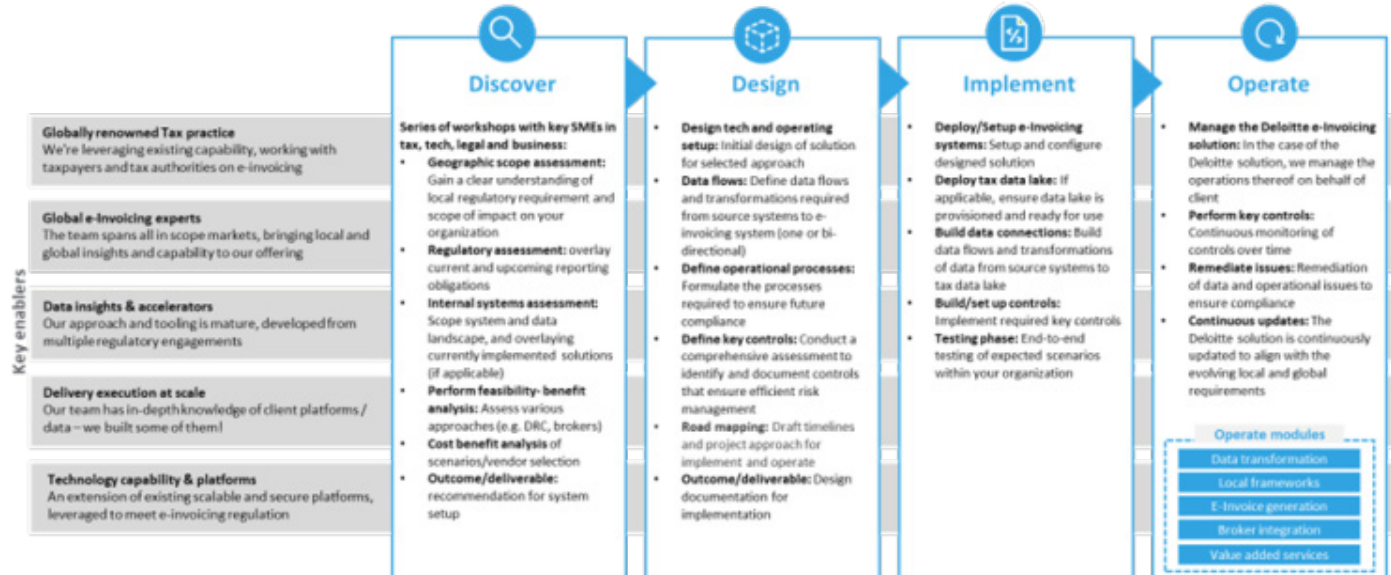 Key enablers
Globally renowned Tax practice
We're leveraging existing capability, working with
taxpayers and tax authorities on e-invoicing
Global e-Invoicing experts
The team spans all in scope markets, bringing local and
global insights and capability to our offering
Data insights & accelerators
Our approach and tooling is mature, developed from
multiple regulatory engagements
Delivery execution at scale
Our team has in-depth knowledge of client platforms /
data – we built some of them!
Technology capability & platforms
An extension of existing scalable and secure platforms,
leveraged to meet e-invoicing regulation
Discover
Series of workshops with key SMEs in
tax, tech, legal and business:
• Geographic scope assessment:
Gain a clear understanding of
local regulatory requirement and
scope of impact on your
organization
• Regulatory assessment: overlay
current and upcoming reporting
obligations
• Internal systems assessment:
Scope system and data
landscape, and overlaying
currently implemented solutions
(if applicable)
• Perform feasibility- benefit
analysis: Assess various
approaches (e.g. DRC, brokers)
• Cost benefit analysis of
scenarios/vendor selection
• Outcome/deliverable:
recommendation for system
setup
Design
• Design tech and operating
setup: Initial design of solution
for selected approach
• Data flows: Define data flows
and transformations required
from source systems to e-
invoicing system (one or bi-
directional)
• Define operational processes:
Formulate the processes
required to ensure future
compliance
• Define key controls: Conduct a
comprehensive assessment to
identify and document controls
that ensure efficient risk
management
• Road mapping: Draft timelines
and project approach for
implement and operate
• Outcome/deliverable: Design
documentation for
implementation
Implement
• Deploy/Setup e-Invoicing
systems: Setup and configure
designed solution
• Deploy tax data lake: If
applicable, ensure data lake is
provisioned and ready for use
• Build data connections: Build
data flows and transformations
of data from source systems to
tax data lake
• Build/set up controls:
Implement required key controls
• Testing phase: End-to-end
testing of expected scenarios
within your organization
Operate
• Manage the Deloitte e-Invoicing
solution: In the case of the
Deloitte solution, we manage the
operations thereof on behalf of
client
• Perform key controls:
Continuous monitoring of
controls over time
• Remediate issues: Remediation
of data and operational issues to
ensure compliance
• Continuous updates: The
Deloitte solution is continuously
updated to align with the
evolving local and global
requirements
Operate modules
Data transformation
Local frameworks
E-Invoice generation
Broker integration
Value added services